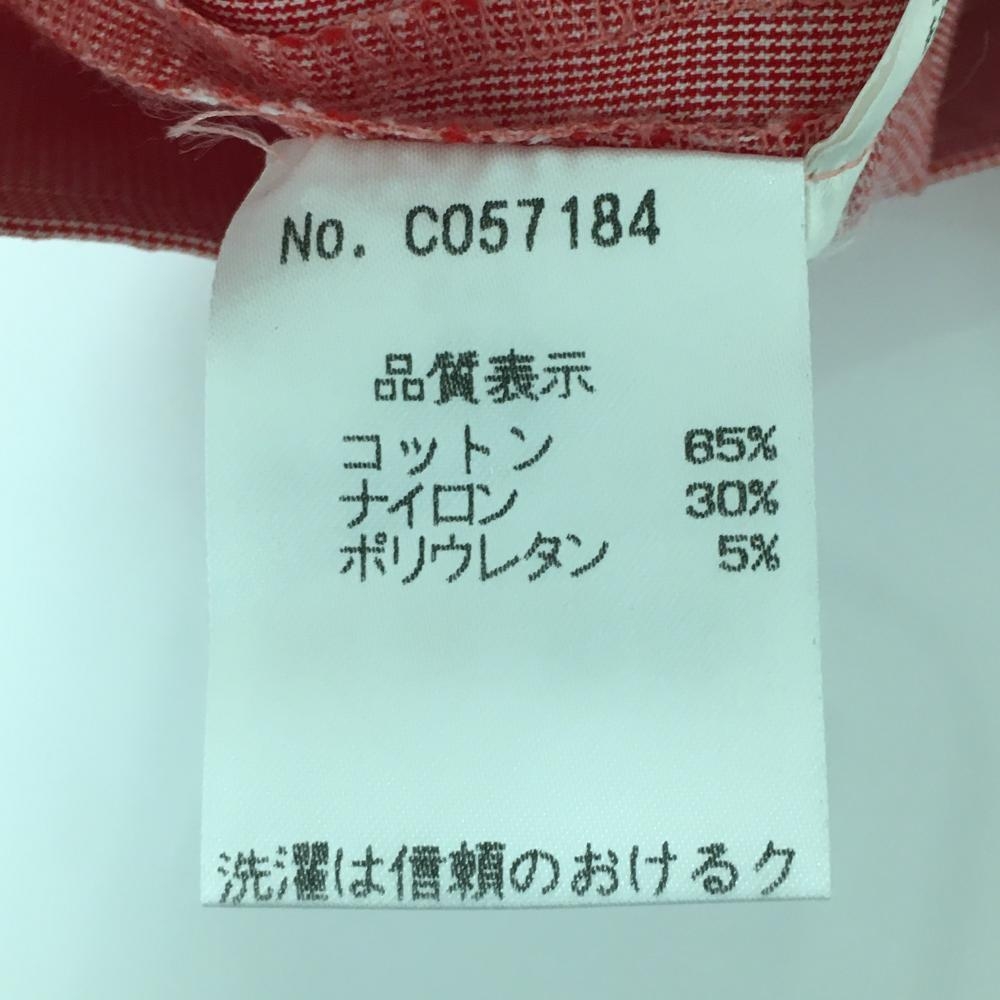 No. C057184
品質表示
コットン 65%
ナイロン 30%
ポリウレタン 5%
洗濯は信頼のおけるク